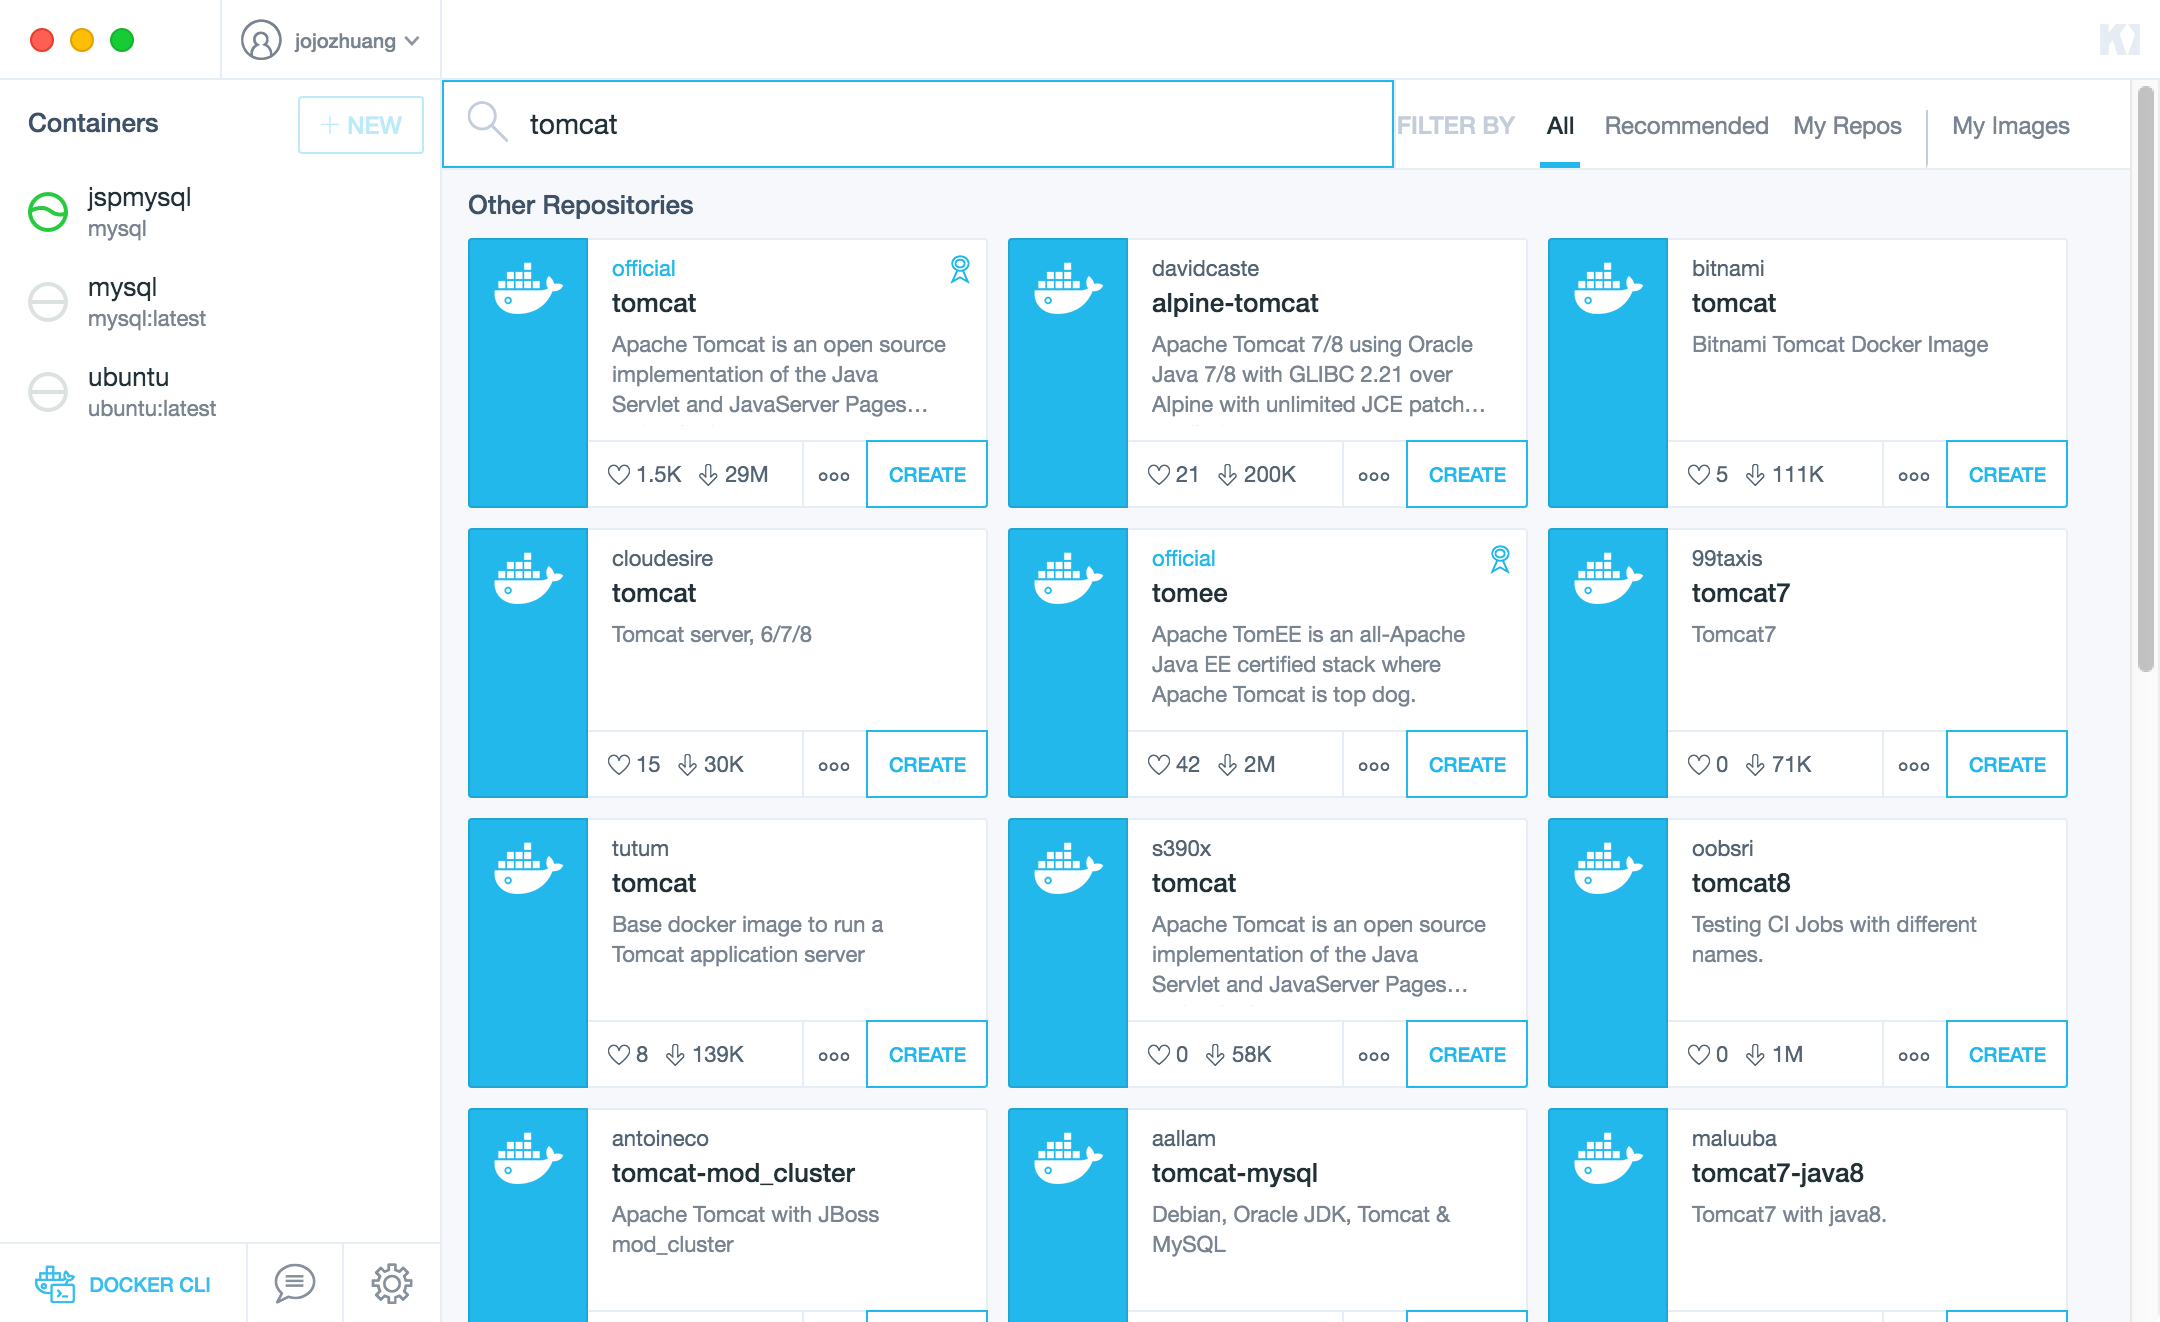 jojozhuang
Containers
+ NEW
jspmysql
mysql
mysql
mysql:latest
ubuntu
ubuntu:latest
DOCKER CLI
tomcat
FILTER BY
All
Recommended
My Repos
My Images
Other Repositories
official
tomcat
Apache Tomcat is an open source
implementation of the Java
Servlet and JavaServer Pages...
1.5K 29M
CREATE
davidcaste
alpine-tomcat
Apache Tomcat 7/8 using Oracle
Java 7/8 with GLIBC 2.21 over
Alpine with unlimited JCE patch...
21 200K
CREATE
bitnami
tomcat
Bitnami Tomcat Docker Image
5 111K
CREATE
cloudesire
tomcat
Tomcat server, 6/7/8
15 30K
CREATE
official
tomee
Apache TomEE is an all-Apache
Java EE certified stack where
Apache Tomcat is top dog.
42 2M
CREATE
99taxis
tomcat7
Tomcat7
0 71K
CREATE
tutum
tomcat
Base docker image to run a
Tomcat application server
8 139K
CREATE
s390x
tomcat
Apache Tomcat is an open source
implementation of the Java
Servlet and JavaServer Pages...
0 58K
CREATE
oobsri
tomcat8
Testing CI Jobs with different
names.
0 1M
CREATE
antoineco
tomcat-mod_cluster
Apache Tomcat with JBoss
mod_cluster
aallam
tomcat-mysql
Debian, Oracle JDK, Tomcat &
MySQL
maluuba
tomcat7-java8
Tomcat7 with java8.